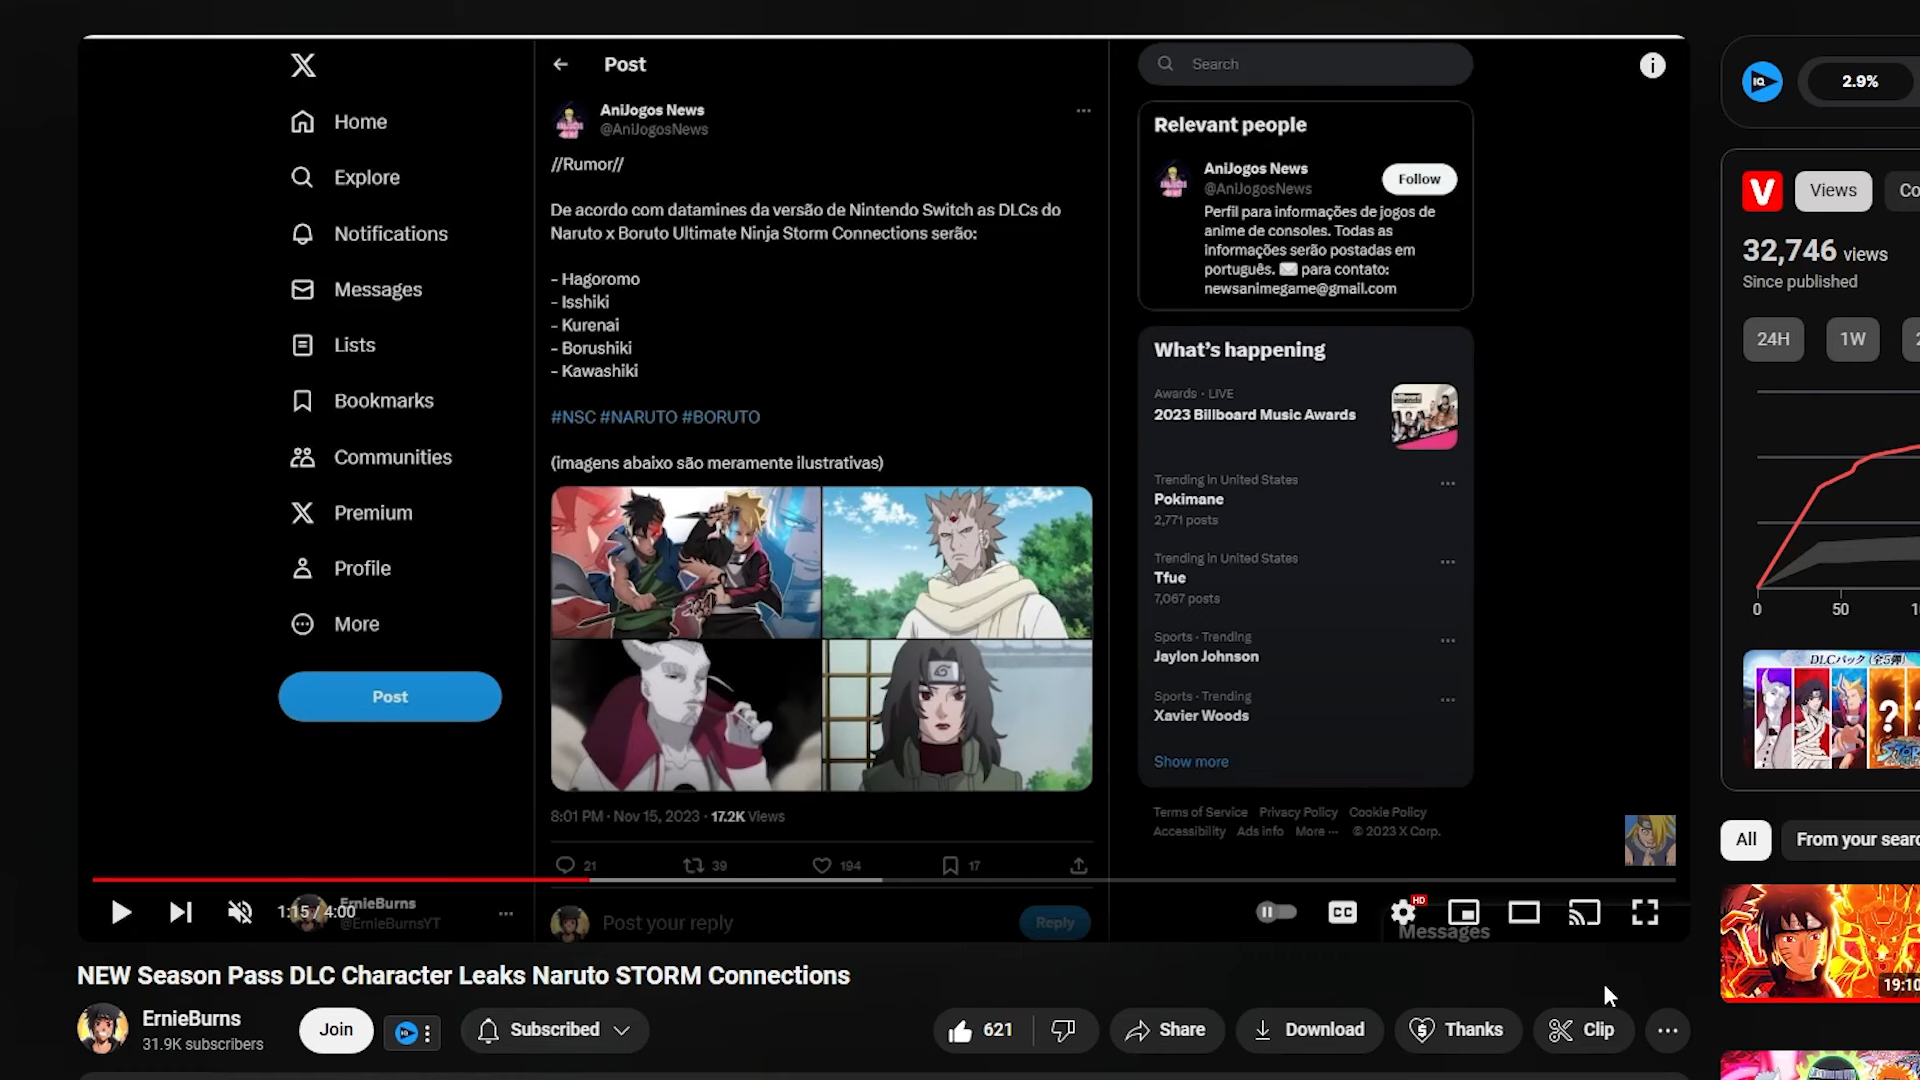 Home
Explore
Notifications
Messages
Lists
Bookmarks
Communities
Premium
Profile
More
Post
Post
AniJogos News
@AniJogosNews
//Rumor//
De acordo com datamines da versão de Nintendo Switch as DLCs do
Naruto x Boruto Ultimate Ninja Storm Connections serão:
- Hagoromo
- Isshiki
- Kurenai
- Borushiki
- Kawashiki
#NSC #NARUTO #BORUTO
(imagens abaixo são meramente ilustrativas)
8:01 PM · Nov 15, 2023 · 17.2K Views
21 39 194 17
Post your reply
Reply
Search
Relevant people
AniJogos News
@AniJogosNews
Follow
Perfil para informações de jogos de
anime de consoles. Todas as
informações serão postadas em
português. para contato:
newsanimegame@gmail.com
What's happening
Awards · LIVE
2023 Billboard Music Awards
Trending in United States
Pokimane
2,771 posts
Trending in United States
Tfue
7,067 posts
Sports · Trending
Jaylon Johnson
Sports · Trending
Xavier Woods
Show more
Terms of Service Privacy Policy Cookie Policy
Accessibility Ads info More ··· © 2023 X Corp.
Messages
ErnieBurns
@ErnieBurnsYT
1:15 / 4:00
CC
HD
NEW Season Pass DLC Character Leaks Naruto STORM Connections
ErnieBurns
31.9K subscribers
Join
IQ
Subscribed
621
Share
Download
Thanks
Clip
IQ
2.9%
V
Views
Co
32,746 views
Since published
24H
1W
2
0
50
DLCパック(全5弾)
? ?
All
From your searc
19:10